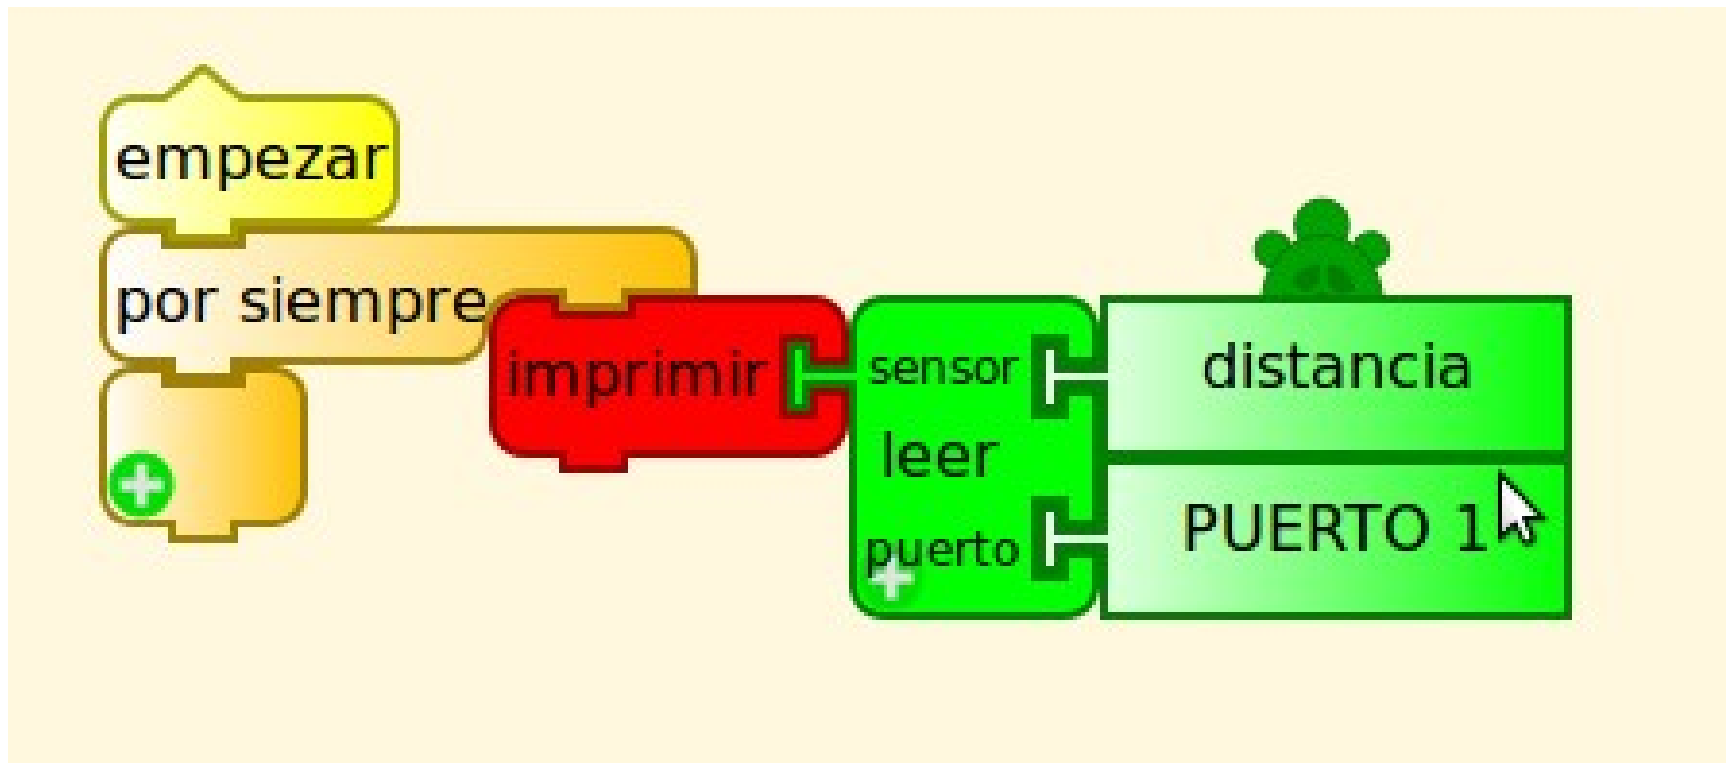 empezar
por siempre
imprimir
sensor
leer
puerto
distancia
PUERTO 1